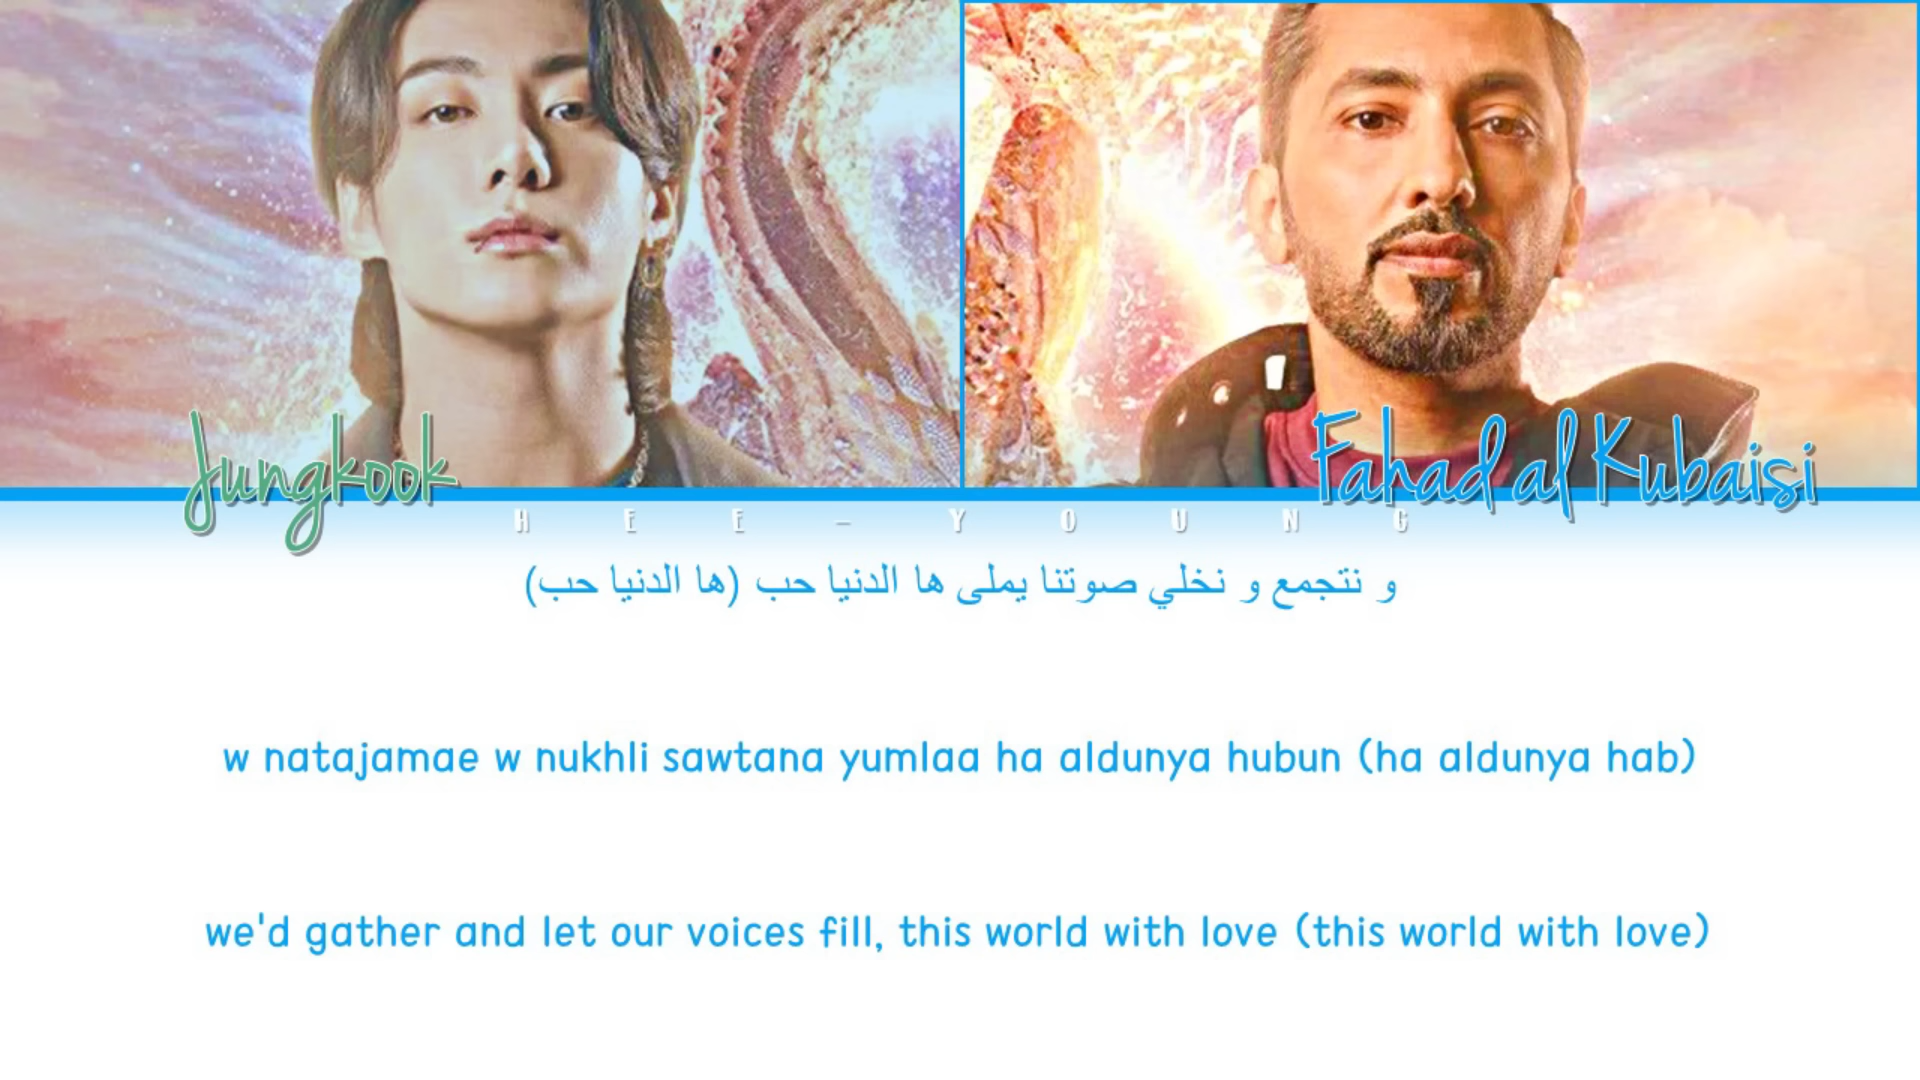 Jungkook
Fahad al Kubaisi
HEE-YOUNG
و نتجمع و نخلي صوتنا يملى ها الدنيا حب (ها الدنيا حب)
w natajamae w nukhli sawtana yumlaa ha aldunya hubun (ha aldunya hab)
we'd gather and let our voices fill, this world with love (this world with love)